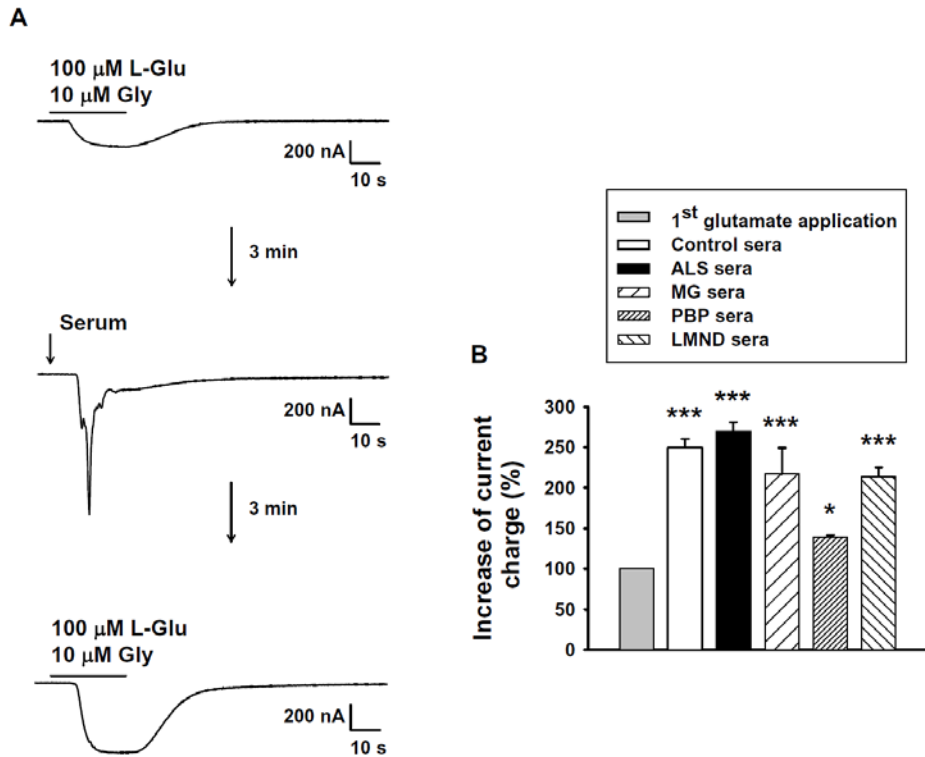 A
100 μM L-Glu
10 μM Gly
200 nA
10 s
3 min
Serum
200 nA
10 s
3 min
100 μM L-Glu
10 μM Gly
200 nA
10 s
1st glutamate application
Control sera
ALS sera
MG sera
PBP sera
LMND sera
B
Increase of current
charge (%)
300
250
200
150
100
50
0
***
***
***
*
***